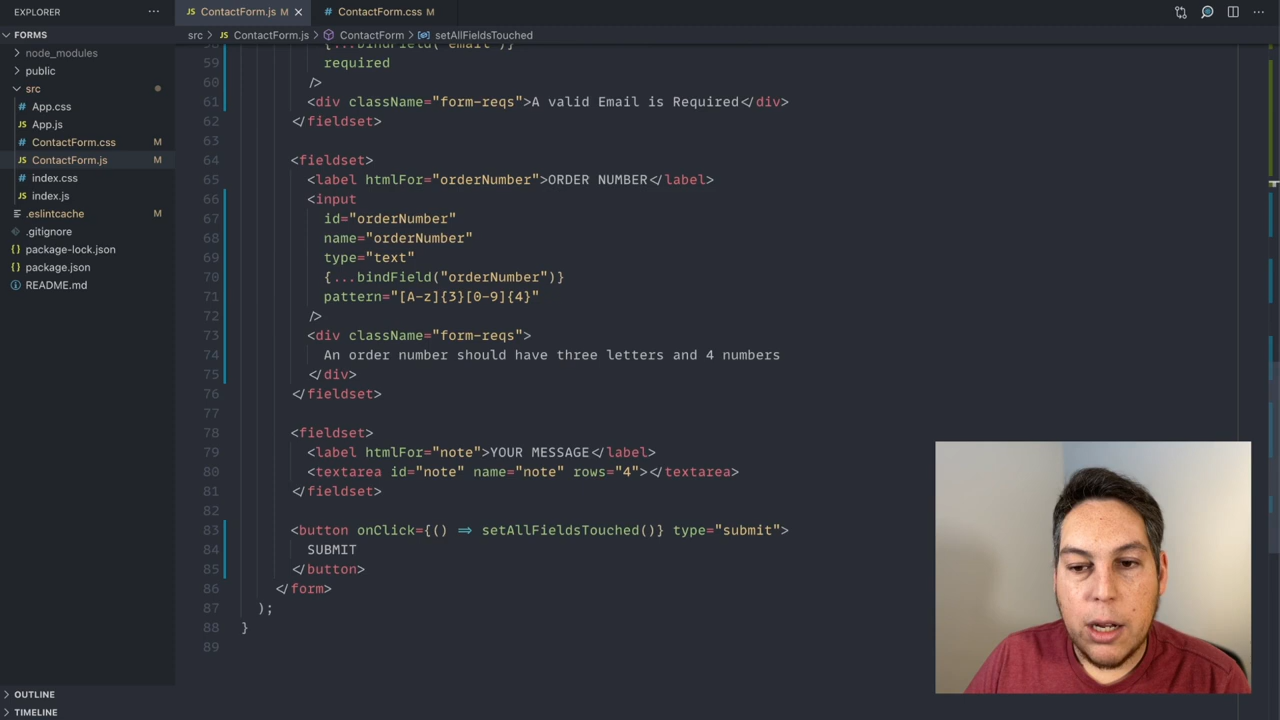 EXPLORER
ContactForm.js M
ContactForm.css M
FORMS
src > ContactForm.js > ContactForm > setAllFieldsTouched
node_modules
public
src
App.css
App.js
ContactForm.css M
ContactForm.js M
index.css
index.js
.eslintcache M
.gitignore
package-lock.json
package.json
README.md
OUTLINE
TIMELINE
58 {...bindField("email")}
59 required
60 />
61 <div className="form-reqs">A valid Email is Required</div>
62 </fieldset>
63
64 <fieldset>
65 <label htmlFor="orderNumber">ORDER NUMBER</label>
66 <input
67 id="orderNumber"
68 name="orderNumber"
69 type="text"
70 {...bindField("orderNumber")}
71 pattern="[A-z]{3}[0-9]{4}"
72 />
73 <div className="form-reqs">
74 An order number should have three letters and 4 numbers
75 </div>
76 </fieldset>
77
78 <fieldset>
79 <label htmlFor="note">YOUR MESSAGE</label>
80 <textarea id="note" name="note" rows="4"></textarea>
81 </fieldset>
82
83 <button onClick={() => setAllFieldsTouched()} type="submit">
84 SUBMIT
85 </button>
86 </form>
87 );
88 }
89